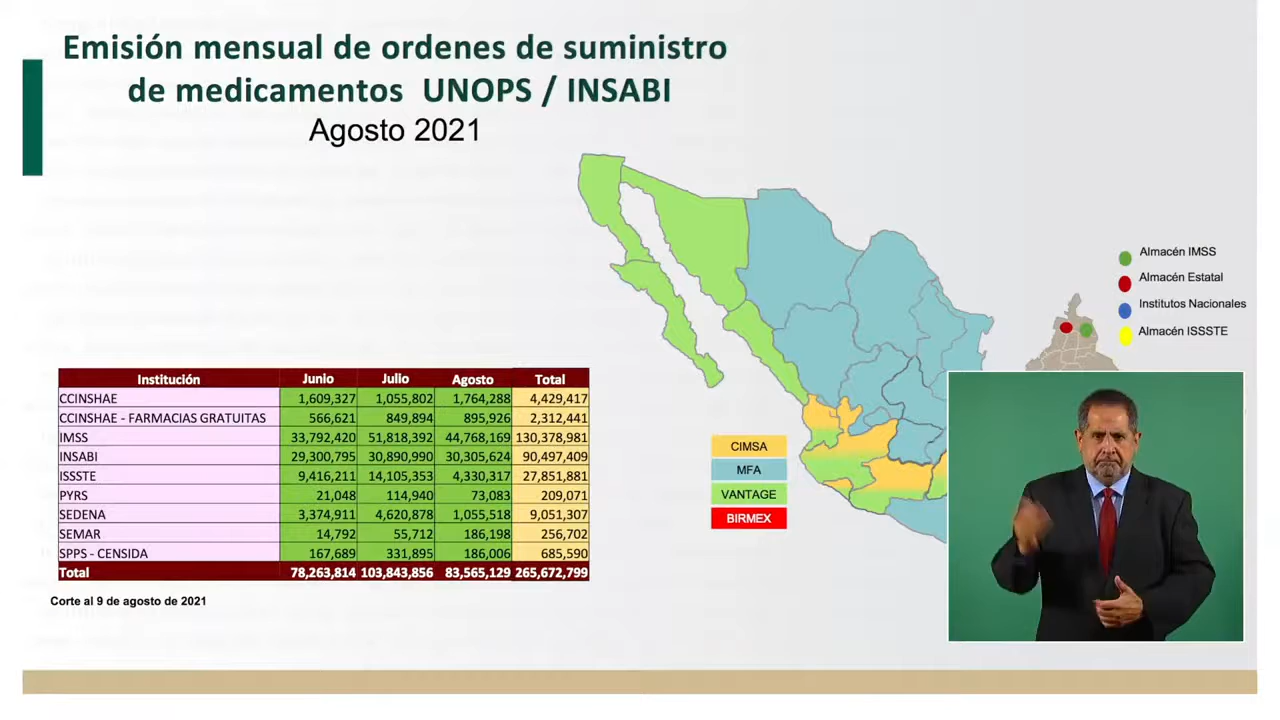 Emisión mensual de ordenes de suministro
de medicamentos UNOPS / INSABI
Agosto 2021
Almacén IMSS
Almacén Estatal
Institutos Nacionales
Almacén ISSSTE
Institución Junio Julio Agosto Total
CCINSHAE 1,609,327 1,055,802 1,764,288 4,429,417
CCINSHAE - FARMACIAS GRATUITAS 566,621 849,894 895,926 2,312,441
IMSS 33,792,420 51,818,392 44,768,169 130,378,981
INSABI 29,300,795 30,890,990 30,305,624 90,497,409
ISSSTE 9,416,211 14,105,353 4,330,317 27,851,881
PYRS 21,048 114,940 73,083 209,071
SEDENA 3,374,911 4,620,878 1,055,518 9,051,307
SEMAR 14,792 55,712 186,198 256,702
SPPS - CENSIDA 167,689 331,895 186,006 685,590
Total 78,263,814 103,843,856 83,565,129 265,672,799
Corte al 9 de agosto de 2021
CIMSA
MFA
VANTAGE
BIRMEX